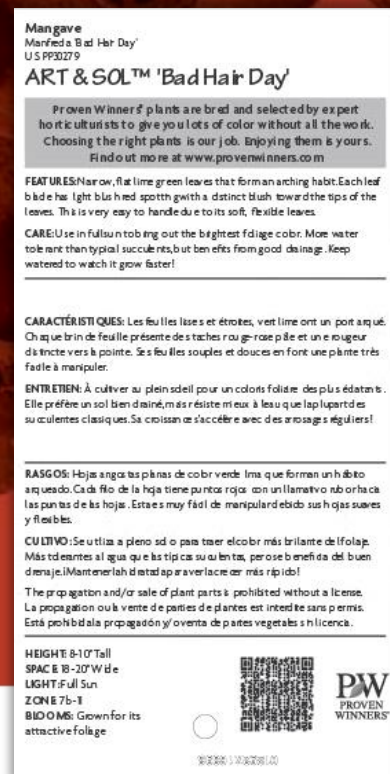 Mangave
Manfreda 'Bad Hair Day'
US PP30279
ART & SOL™ 'Bad Hair Day'
Proven Winners® plants are bred and selected by expert
horticulturists to give you lots of color without all the work.
Choosing the right plants is our job. Enjoying them is yours.
Find out more at www.provenwinners.com
FEATURES: Narrow, flat lime green leaves that form an arching habit. Each leaf
blade has light blush red spotting with a distinct blush toward the tips of the
leaves. This is very easy to handle due to its soft, flexible leaves.
CARE: Use in full sun to bring out the brightest foliage color. More water
tolerant than typical succulents, but benefits from good drainage. Keep
watered to watch it grow faster!
CARACTÉRISTIQUES: Les feuilles lisses et étroites, vert lime ont un port arqué.
Chaque brin de feuille présente des taches rouge-rose pâle et une rougeur
distincte vers la pointe. Ses feuilles souples et douces en font une plante très
facile à manipuler.
ENTRETIEN: À cultiver au plein soleil pour un coloris foliaire des plus éclatants.
Elle préfère un sol bien drainé, mais résiste mieux à l'eau que la plupart des
succulentes classiques. Sa croissance s'accélère avec des arrosages réguliers!
RASGOS: Hojas angostas planas de color verde lima que forman un hábito
arqueado. Cada filo de la hoja tiene puntos rojos con un llamativo rubor hacia
las puntas de las hojas. Esta es muy fácil de manipular debido sus hojas suaves
y flexibles.
CULTIVO: Se utliza a pleno sol o para traer el color más brilante del folaje.
Más tolerantes al agua que las típicas suculentas, pero se benefida del buen
drenaje. ¡Mantener la hidratada para ver la crecer más rápido!
The propagation and/or sale of plant parts is prohibited without a license.
La propagation ou la vente de parties de plantes est interdite sans permis.
Está prohibida la propagación y/o venta de partes vegetales sin licencia.
HEIGHT: 8-10" Tall
SPACE 18-20" Wide
LIGHT: Full Sun
ZONE 7b-11
BLOOMS: Grown for its
attractive foliage
PW
PROVEN
WINNERS®